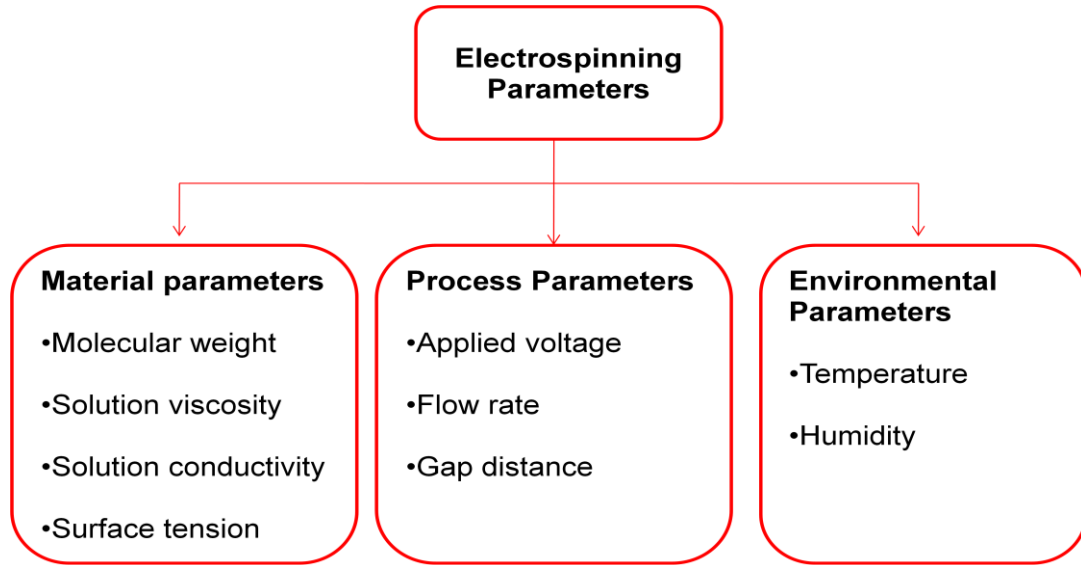 Electrospinning
Parameters
Material parameters
•Molecular weight
•Solution viscosity
•Solution conductivity
•Surface tension
Process Parameters
•Applied voltage
•Flow rate
•Gap distance
Environmental
Parameters
•Temperature
•Humidity